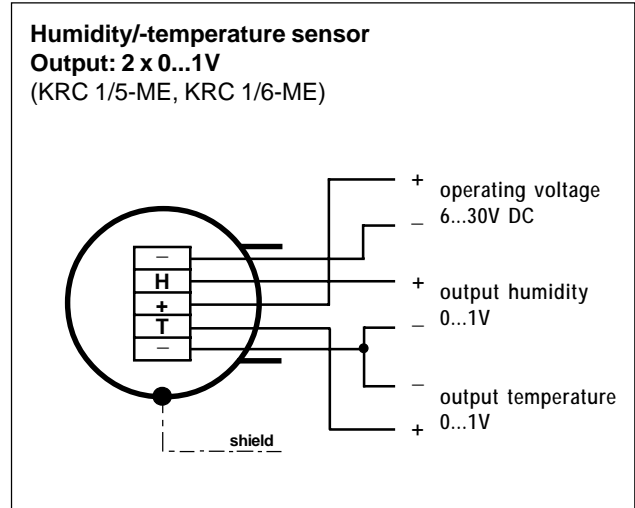 Humidity/-temperature sensor
Output: 2 x 0...1V
(KRC 1/5-ME, KRC 1/6-ME)
+ operating voltage
– 6...30V DC
–
H
+
T
–
+ output humidity
– 0...1V
– output temperature
+ 0...1V
shield